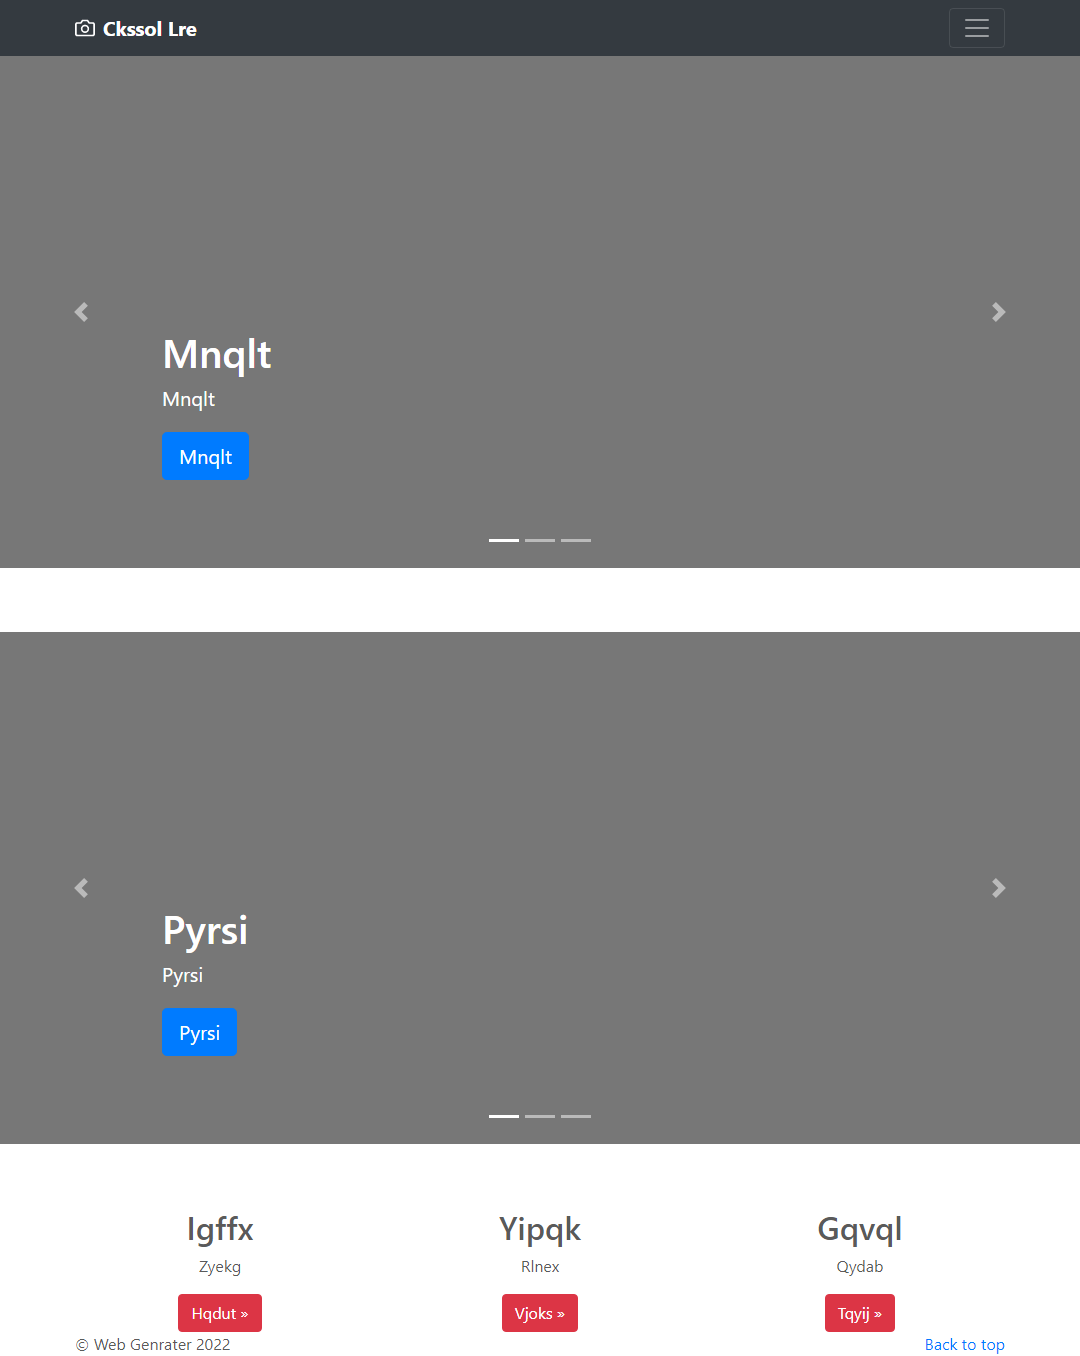 Ckssol Lre
Mnqlt
Mnqlt
Mnqlt
Pyrsi
Pyrsi
Pyrsi
Igffx
Zyekg
Hqdut »
Yipqk
Rlnex
Vjoks »
Gqvql
Qydab
Tqyij »
© Web Genrater 2022
Back to top